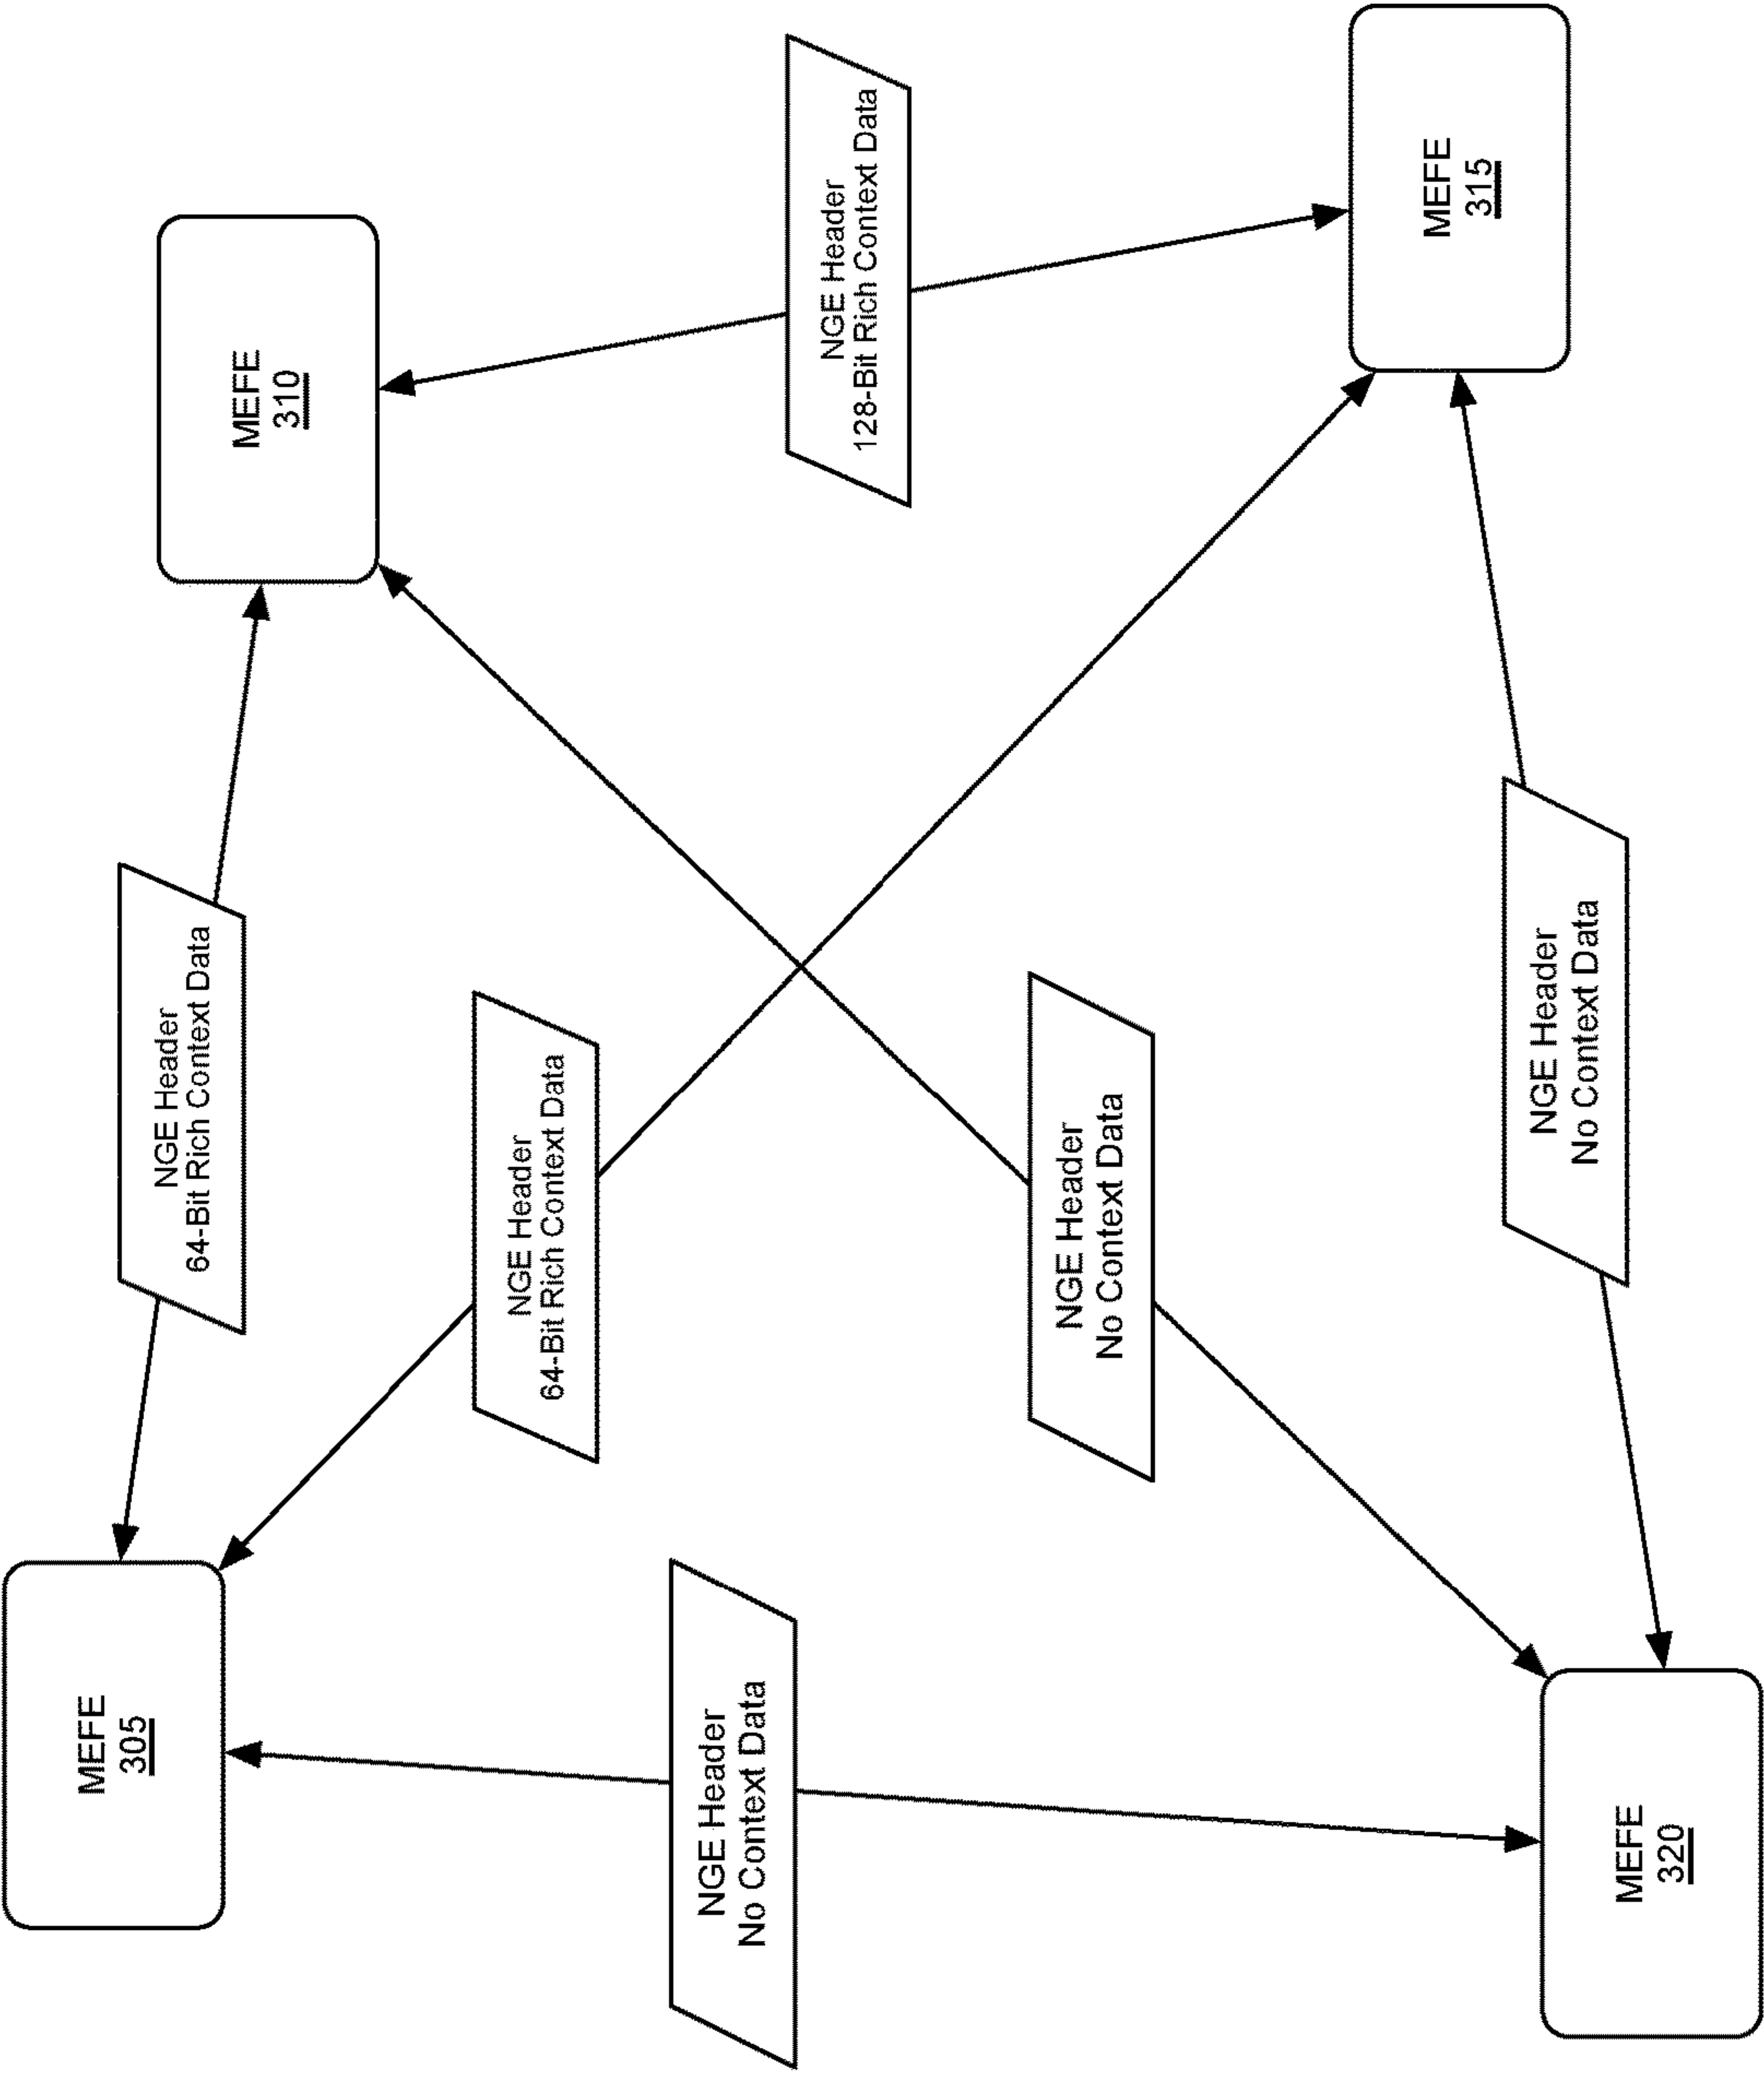 MEFE
305
NGE Header
64-Bit Rich Context Data
MEFE
310
NGE Header
64-Bit Rich Context Data
NGE Header
No Context Data
NGE Header
128-Bit Rich Context Data
NGE Header
No Context Data
MEFE
315
NGE Header
No Context Data
MEFE
320